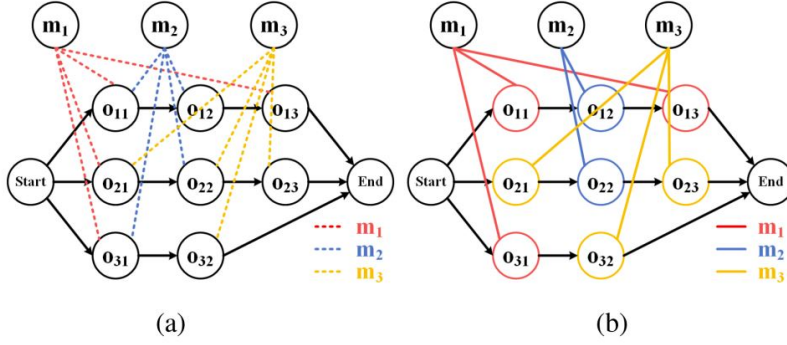 m1 m2 m3
o11 o12 o13
Start o21 o22 o23 End
o31 o32
m1
m2
m3
(a)
m1 m2 m3
o11 o12 o13
Start o21 o22 o23 End
o31 o32
m1
m2
m3
(b)